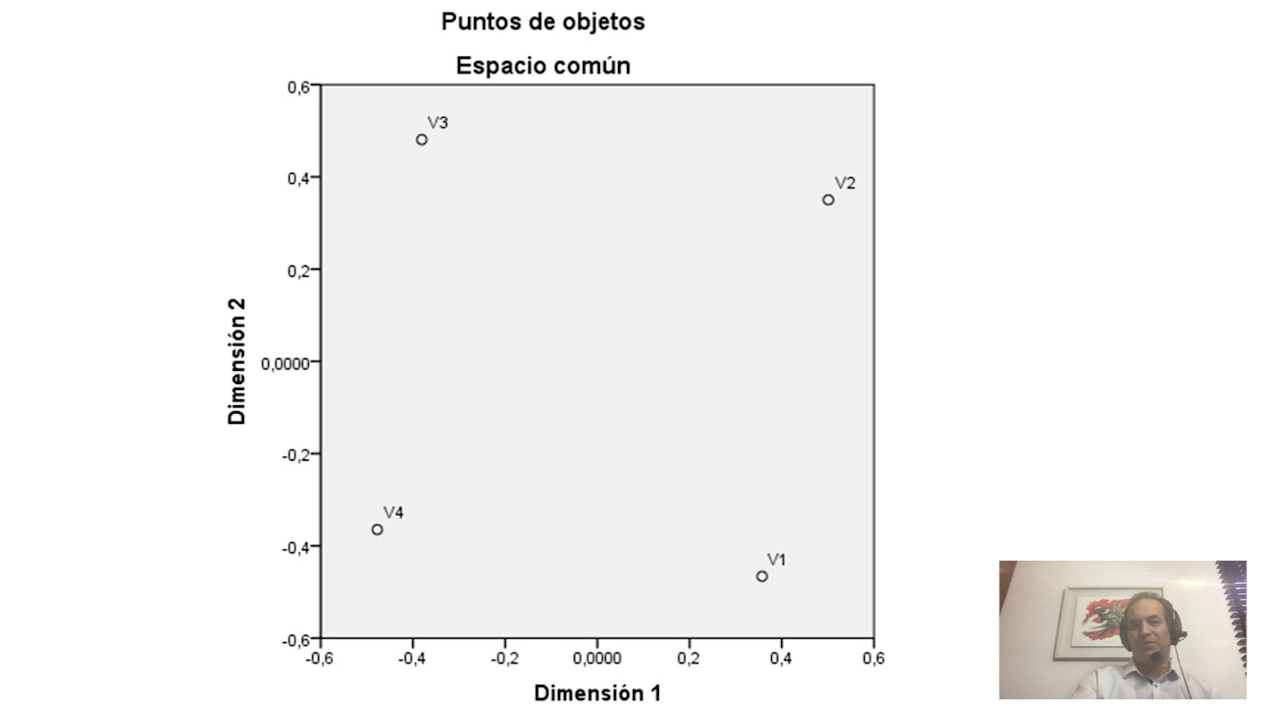 Puntos de objetos
Espacio común
0,6
0,4
0,2
0,0000
-0,2
-0,4
-0,6
-0,6
-0,4
-0,2
0,0000
0,2
0,4
0,6
V3
V2
V4
V1
Dimensión 2
Dimensión 1